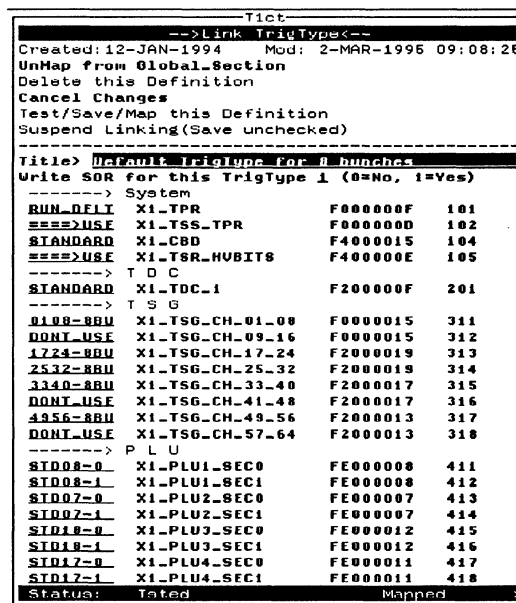 T1ct
-->Link TrigType<--
Created:12-JAN-1994 Mod: 2-MAR-1995 09:08:25
UnMap from Global_Section
Delete this Definition
Cancel Changes
Test/Save/Map this Definition
Suspend Linking(Save unchecked)
Title> Default TrigType for 8 bunches
Write SOR for this TrigType 1 (0=No, 1=Yes)
-------> System
RUN_DFLT X1_TPR F000000F 101
====>USE X1_TSS_TPR F000000D 102
STANDARD X1_CBD F4000015 104
====>USE X1_TSR_HVBITS F400000E 105
-------> T D C
STANDARD X1_TDC_1 F200000F 201
-------> T S G
0108-8BU X1_TSG_CH_01_08 F0000015 311
DONT_USE X1_TSG_CH_09_16 F0000015 312
1724-8BU X1_TSG_CH_17_24 F2000019 313
2532-8BU X1_TSG_CH_25_32 F2000019 314
3340-8BU X1_TSG_CH_33_40 F2000017 315
DONT_USE X1_TSG_CH_41_48 F2000017 316
4956-8BU X1_TSG_CH_49_56 F2000013 317
DONT_USE X1_TSG_CH_57_64 F2000013 318
-------> P L U
STD08-0 X1_PLU1_SEC0 FE000008 411
STD08-1 X1_PLU1_SEC1 FE000008 412
STD07-0 X1_PLU2_SEC0 FE000007 413
STD07-1 X1_PLU2_SEC1 FE000007 414
STD18-0 X1_PLU3_SEC0 FE000012 415
STD18-1 X1_PLU3_SEC1 FE000012 416
STD17-0 X1_PLU4_SEC0 FE000011 417
STD17-1 X1_PLU4_SEC1 FE000011 418
Status: Tsted Mapped